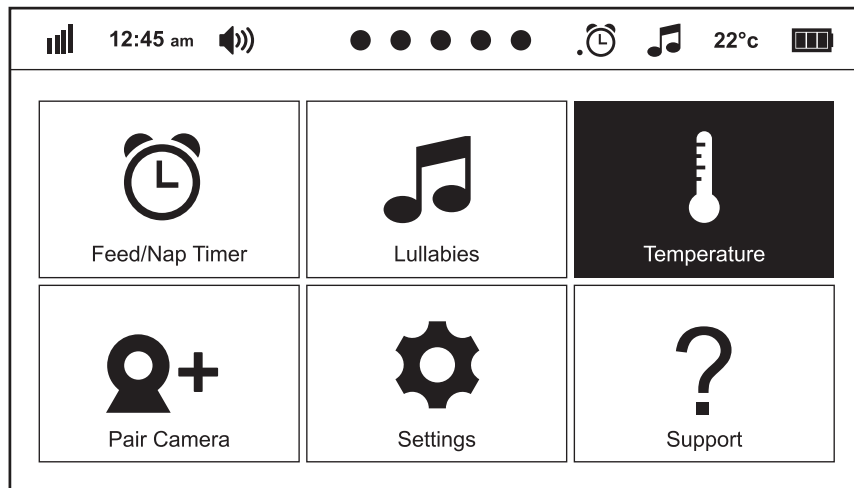 12:45 am 22°c
Feed/Nap Timer Lullabies Temperature
Pair Camera Settings Support